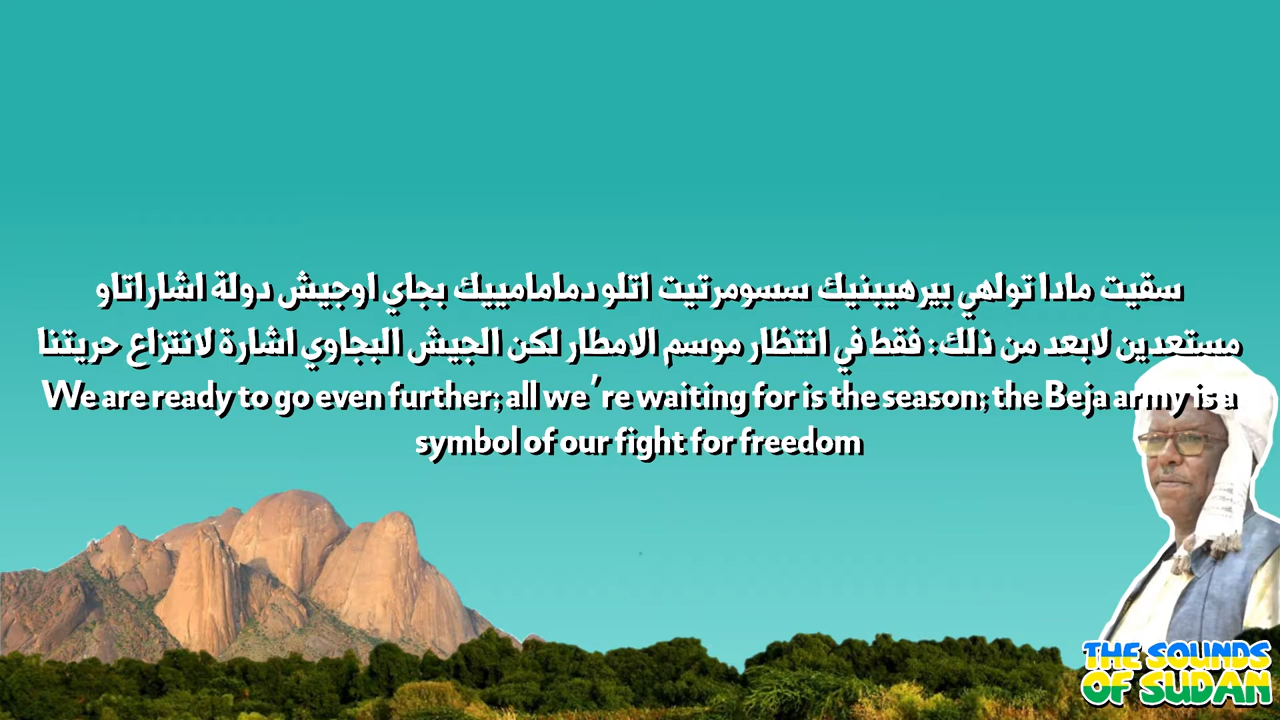 سقيت مادا تولهي بيرهيبنيك سسومرتيت اتلو دمامامييك بجاي اوجيش دولة اشاراتاو
مستعدين لابعد من ذلك: فقط في انتظار موسم الامطار لكن الجيش البجاوي اشارة لانتزاع حريتنا
We are ready to go even further; all we're waiting for is the season; the Beja army is a
symbol of our fight for freedom
THE SOUNDS
OF SUDAN